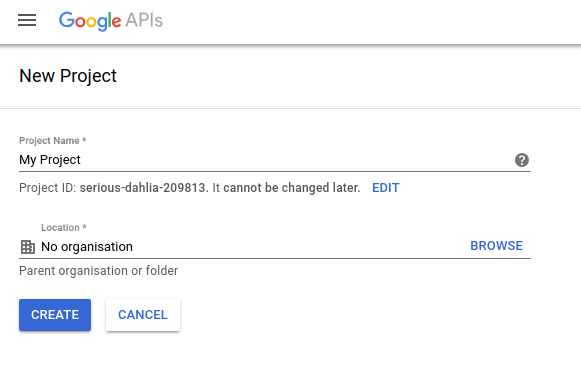 Google APIs
New Project
Project Name *
My Project
?
Project ID: serious-dahlia-209813. It cannot be changed later. EDIT
Location *
No organisation BROWSE
Parent organisation or folder
CREATE CANCEL